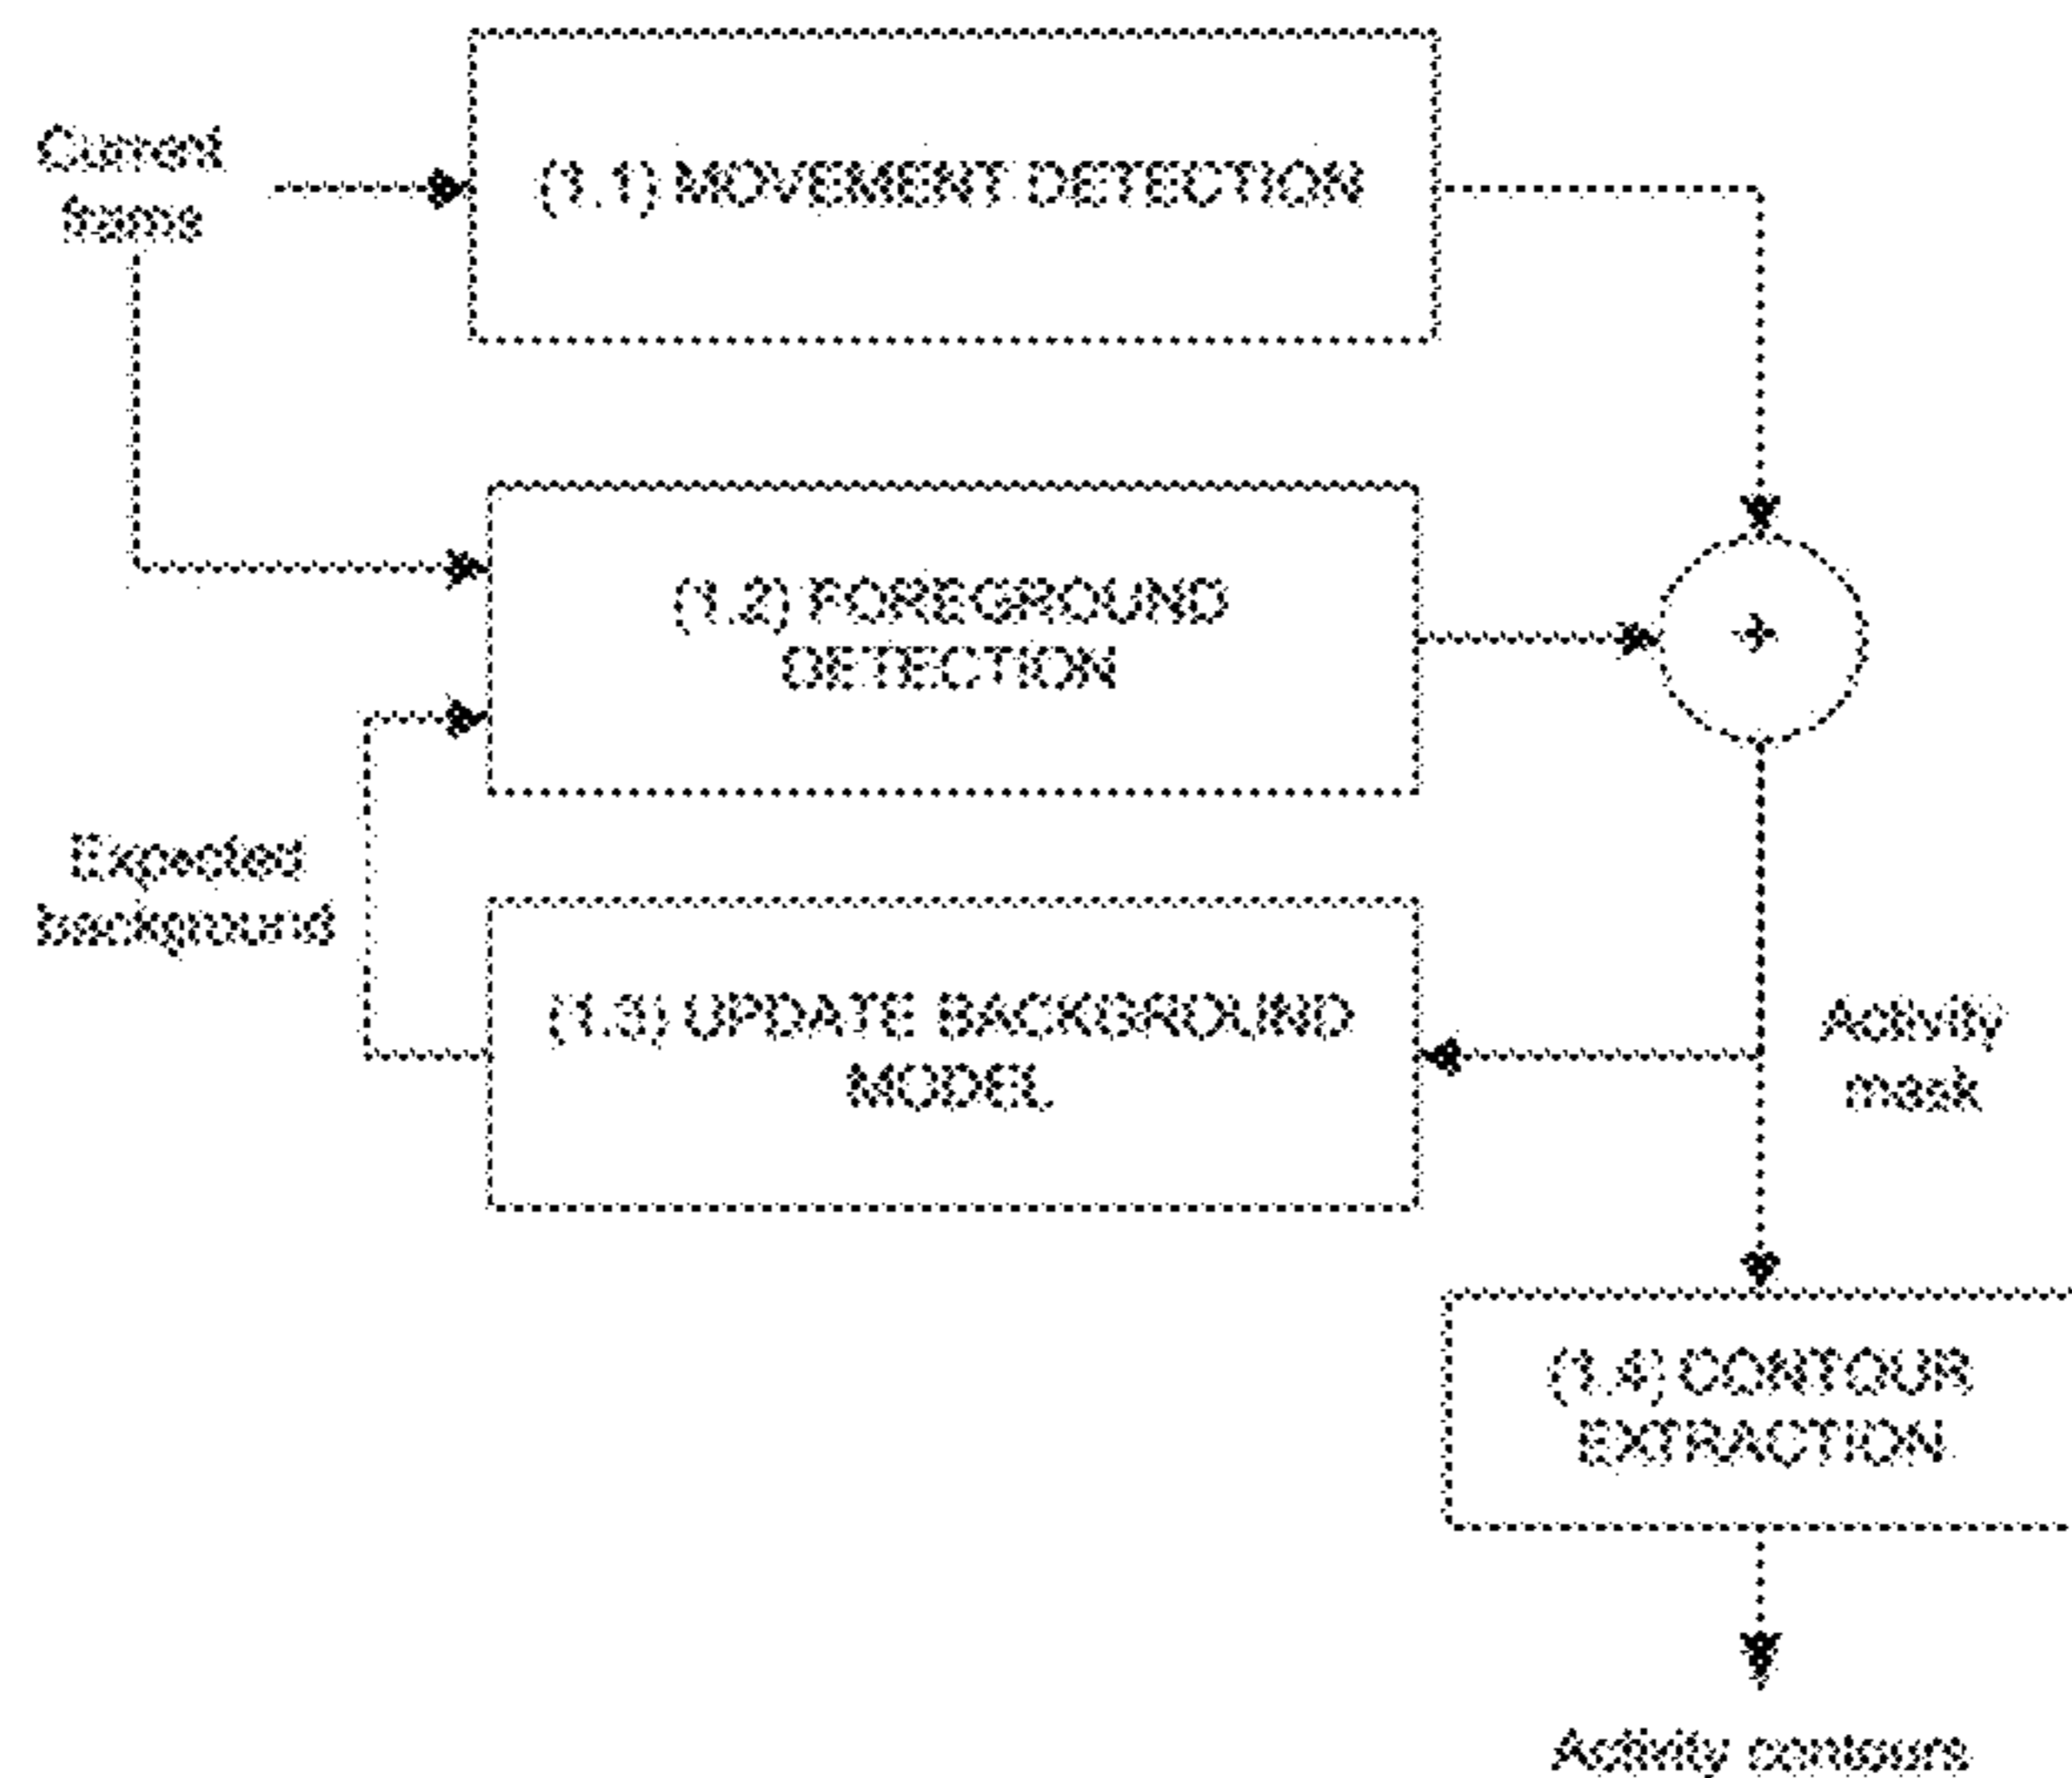 Current
frame
(1.1) MOVEMENT DETECTION
(1.2) FOREGROUND
DETECTION
+
Expected
background
(1.3) UPDATE BACKGROUND
MODEL
Activity
mask
(1.4) CONTOUR
EXTRACTION
Activity contours